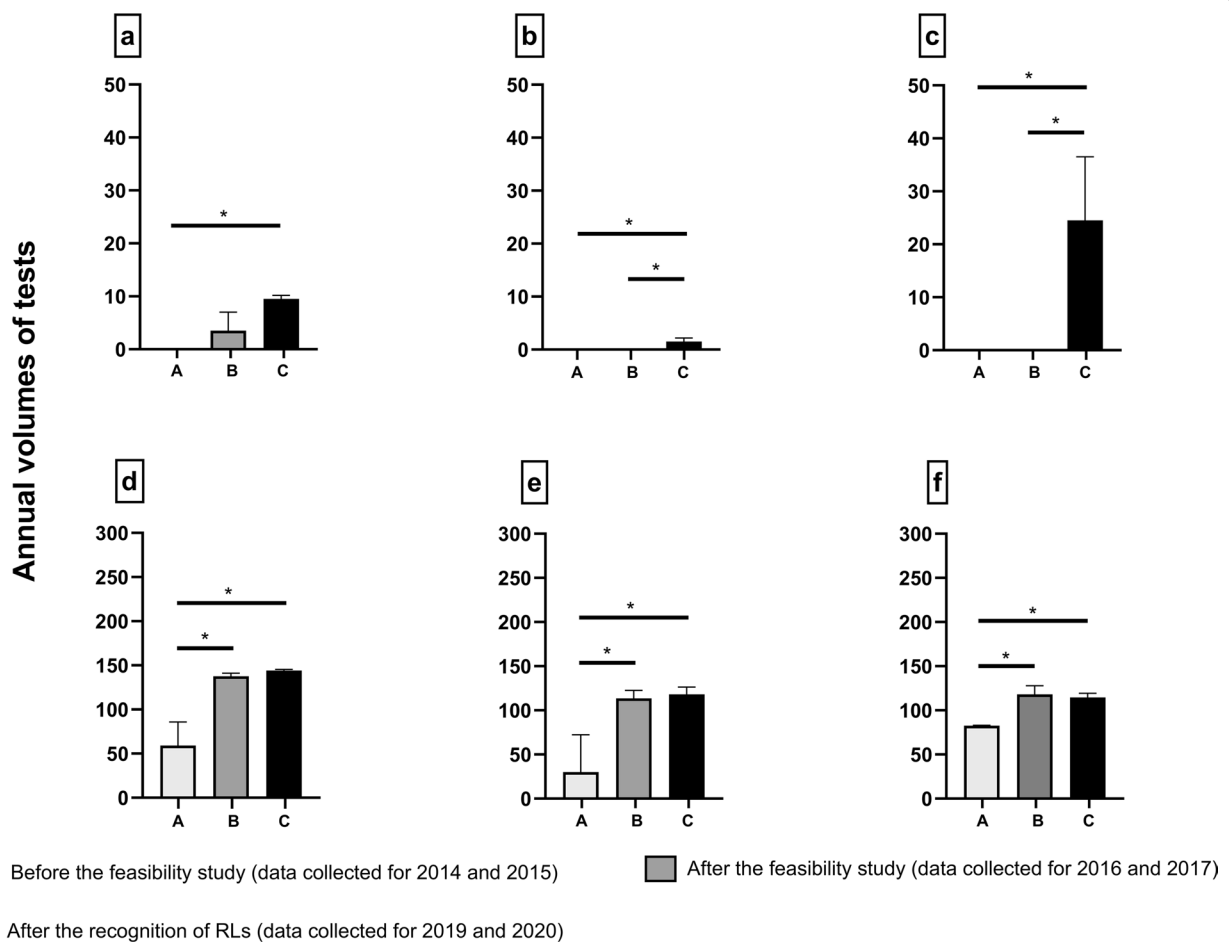 a
b
c
Annual volumes of tests
50
40
30
20
10
0
*
A
B
C
50
40
30
20
10
0
*
*
A
B
C
50
40
30
20
10
0
*
*
A
B
C
d
e
f
300
250
200
150
100
50
0
*
*
A
B
C
300
250
200
150
100
50
0
*
*
A
B
C
300
250
200
150
100
50
0
*
*
A
B
C
Before the feasibility study (data collected for 2014 and 2015)
After the feasibility study (data collected for 2016 and 2017)
After the recognition of RLs (data collected for 2019 and 2020)